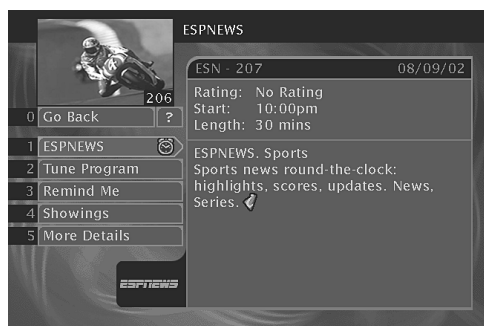 ESPNEWS
206
0 Go Back ?
1 ESPNEWS
2 Tune Program
3 Remind Me
4 Showings
5 More Details
ESPNEWS
ESN - 207 08/09/02
Rating: No Rating
Start: 10:00pm
Length: 30 mins
ESPNEWS. Sports
Sports news round-the-clock:
highlights, scores, updates. News,
Series.